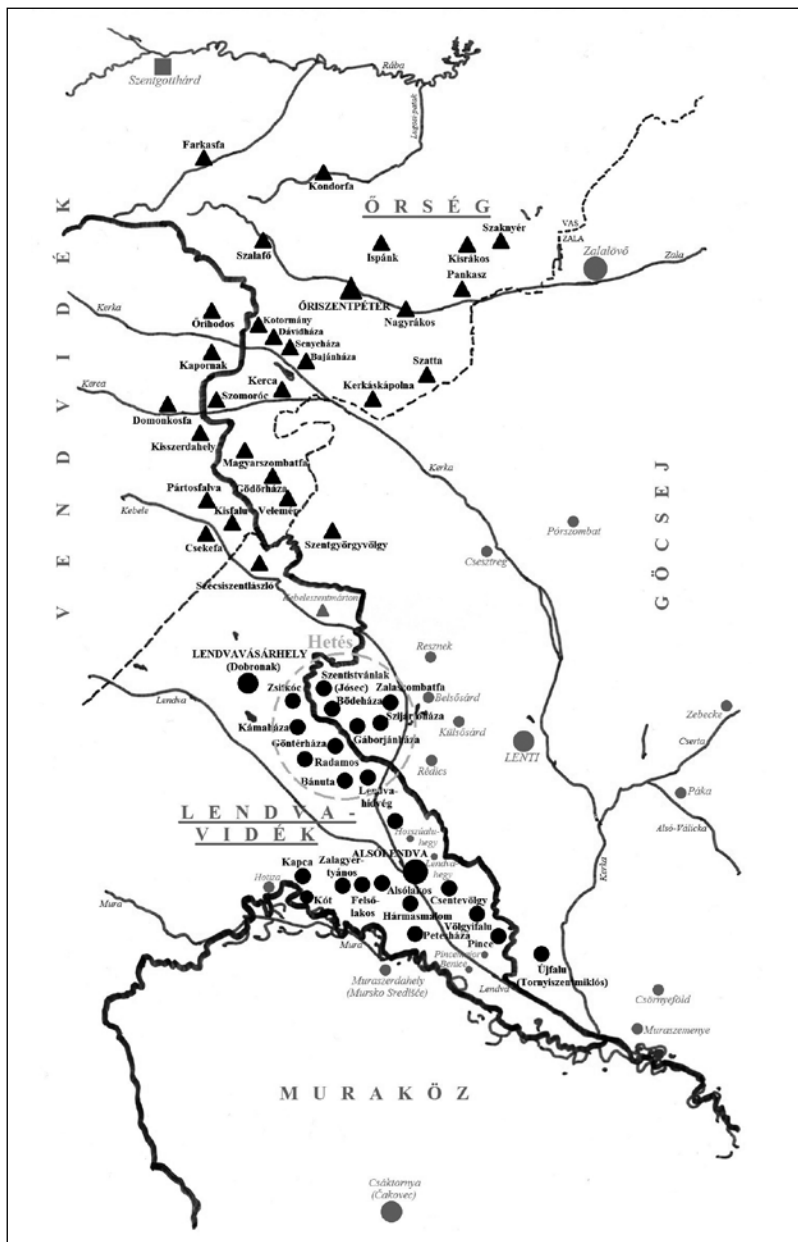 Rába
Szentgotthárd
Lugos-patak
Farkasfa
Kondorfa
ŐRSÉG
VENDVIDÉK
Szalafő
Ispánk
Szaknyér
Kisrákos
VAS
ZALA
Zalalövő
Zala
Pankasz
ŐRISZENTPÉTER
Nagyrákos
Kerka
Őrihodos
Kotormány
Dávidháza
Senyeháza
Bajánháza
Kapornak
Szatta
Kerca
Kerkáskápolna
Szomoróc
Domonkosfa
Kisszerdahely
Magyarszombatfa
Gödörháza
Kerka
GÖCSEJ
Pártosfalva
Velemér
Kebele
Kisfalu
Csekefa
Szentgyörgyvölgy
Pórszombat
Csesztreg
Szécsiszentlászló
Kebeleszentmárton
LENDVAVÁSÁRHELY
(Dobronak)
Hetés
Resznek
Szentistvánlak
(Jósec)
Zalaszombatfa
Belsősárd
Zsitkóc
Bödeháza
Szijártóháza
Külsősárd
Zebecke
Lendva
Kámaháza
Gáborjánháza
Göntérháza
LENTI
Cserta
Radamos
Rédics
Bánuta
Lendva-
hídvég
Páka
LENDVA-
VIDÉK
Alsó-Válicka
Hosszúfalu-
hegy
ALSÓLENDVA
Lendva-
hegy
Kapca
Zalagyer-
tyános
Hotiza
Alsólakos
Csentevölgy
Kerka
Mura
Kót
Felső-
lakos
Hármasmalom
Völgyifalu
Petesháza
Pince
Mura
Pincemajor
Benice
Újfalu
(Tornyiszentmiklós)
Muraszerdahely
(Mursko Središče)
Lendva
Csörnyeföld
Muraszemenye
MURAKÖZ
Csáktornya
(Čakovec)